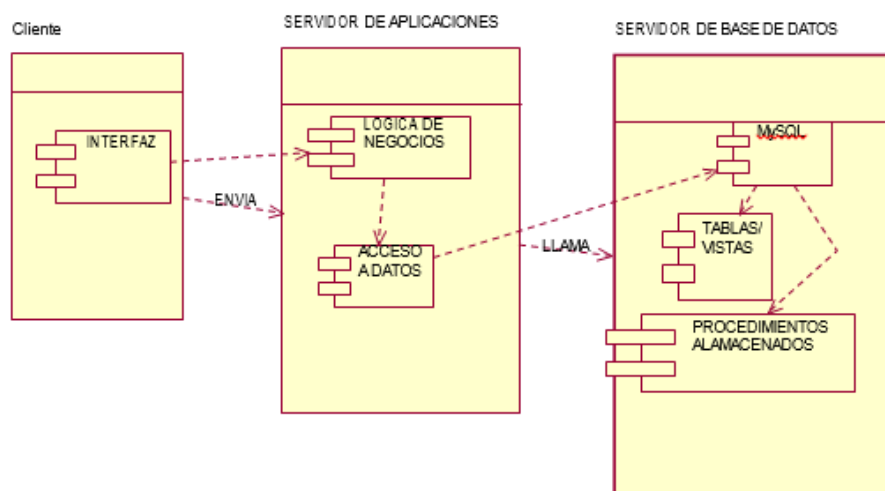 Cliente
SERVIDOR DE APLICACIONES
SERVIDOR DE BASE DE DATOS
INTERFAZ
LOGICA DE
NEGOCIOS
MySQL
ENVIA
TABLAS/
VISTAS
ACCESO
A DATOS
LLAMA
PROCEDIMIENTOS
ALAMACENADOS